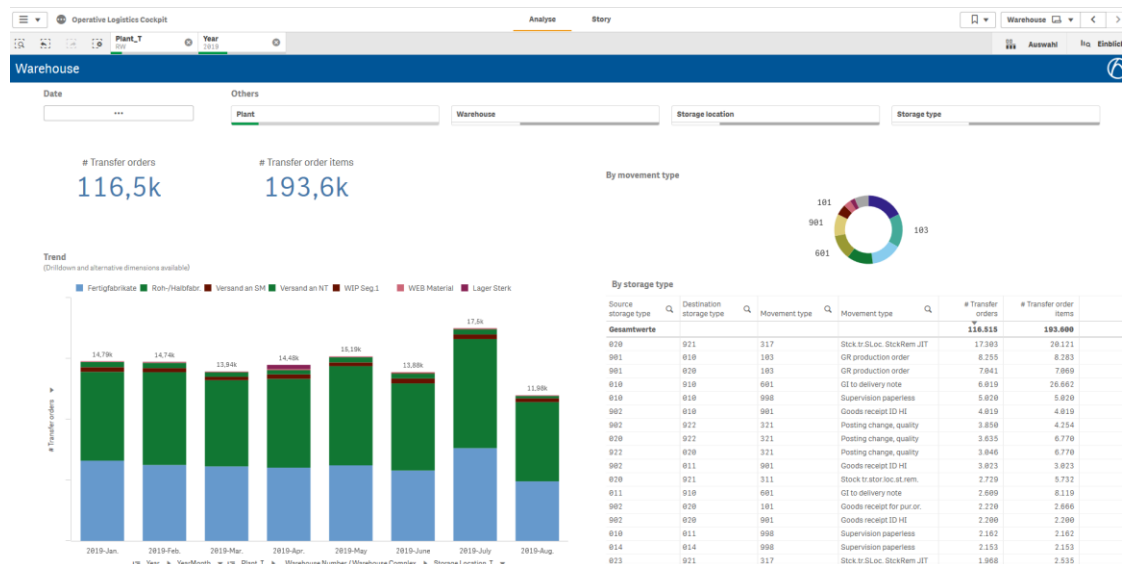 Operative Logistics Cockpit
Analyse
Story
Warehouse
Plant_T
RW
Year
2019
Auswahl
Einblick
Warehouse
Date
Others
...
Plant
Warehouse
Storage location
Storage type
# Transfer orders
# Transfer order items
116,5k
193,6k
By movement type
101
901
601
103
Trend
(Drilldown and alternative dimensions available)
Fertigfabrikate Roh-/Halbfabr. Versand an SM Versand an NT WIP Seg.1 WEB Material Lager Sterk
# Transfer orders
14,79k
14,74k
13,94k
14,48k
15,19k
13,88k
17,5k
11,98k
2019-Jan. 2019-Feb. 2019-Mar. 2019-Apr. 2019-May 2019-June 2019-July 2019-Aug.
Year YearMonth Plant_T Warehouse Number / Warehouse Complex Storage Location T
By storage type
Source storage type Destination storage type Movement type Movement type # Transfer orders # Transfer order items
Gesamtwerte 116.515 193.600
020 921 317 Stck.tr.SLoc. StckRem JIT 17.303 20.121
901 010 103 GR production order 8.255 8.283
901 020 103 GR production order 7.041 7.069
010 910 601 GI to delivery note 6.019 26.662
010 010 998 Supervision paperless 5.020 5.020
902 010 901 Goods receipt ID HI 4.019 4.019
902 922 321 Posting change, quality 3.850 4.254
020 922 321 Posting change, quality 3.635 6.770
922 020 321 Posting change, quality 3.046 6.770
902 011 901 Goods receipt ID HI 3.023 3.023
020 921 311 Stock tr.stor.loc.st.rem. 2.729 5.732
011 910 601 GI to delivery note 2.609 8.119
902 020 101 Goods receipt for pur.or. 2.220 2.666
902 020 901 Goods receipt ID HI 2.200 2.200
010 011 998 Supervision paperless 2.162 2.162
014 014 998 Supervision paperless 2.153 2.153
023 921 317 Stck.tr.SLoc. StckRem JIT 1.968 2.535